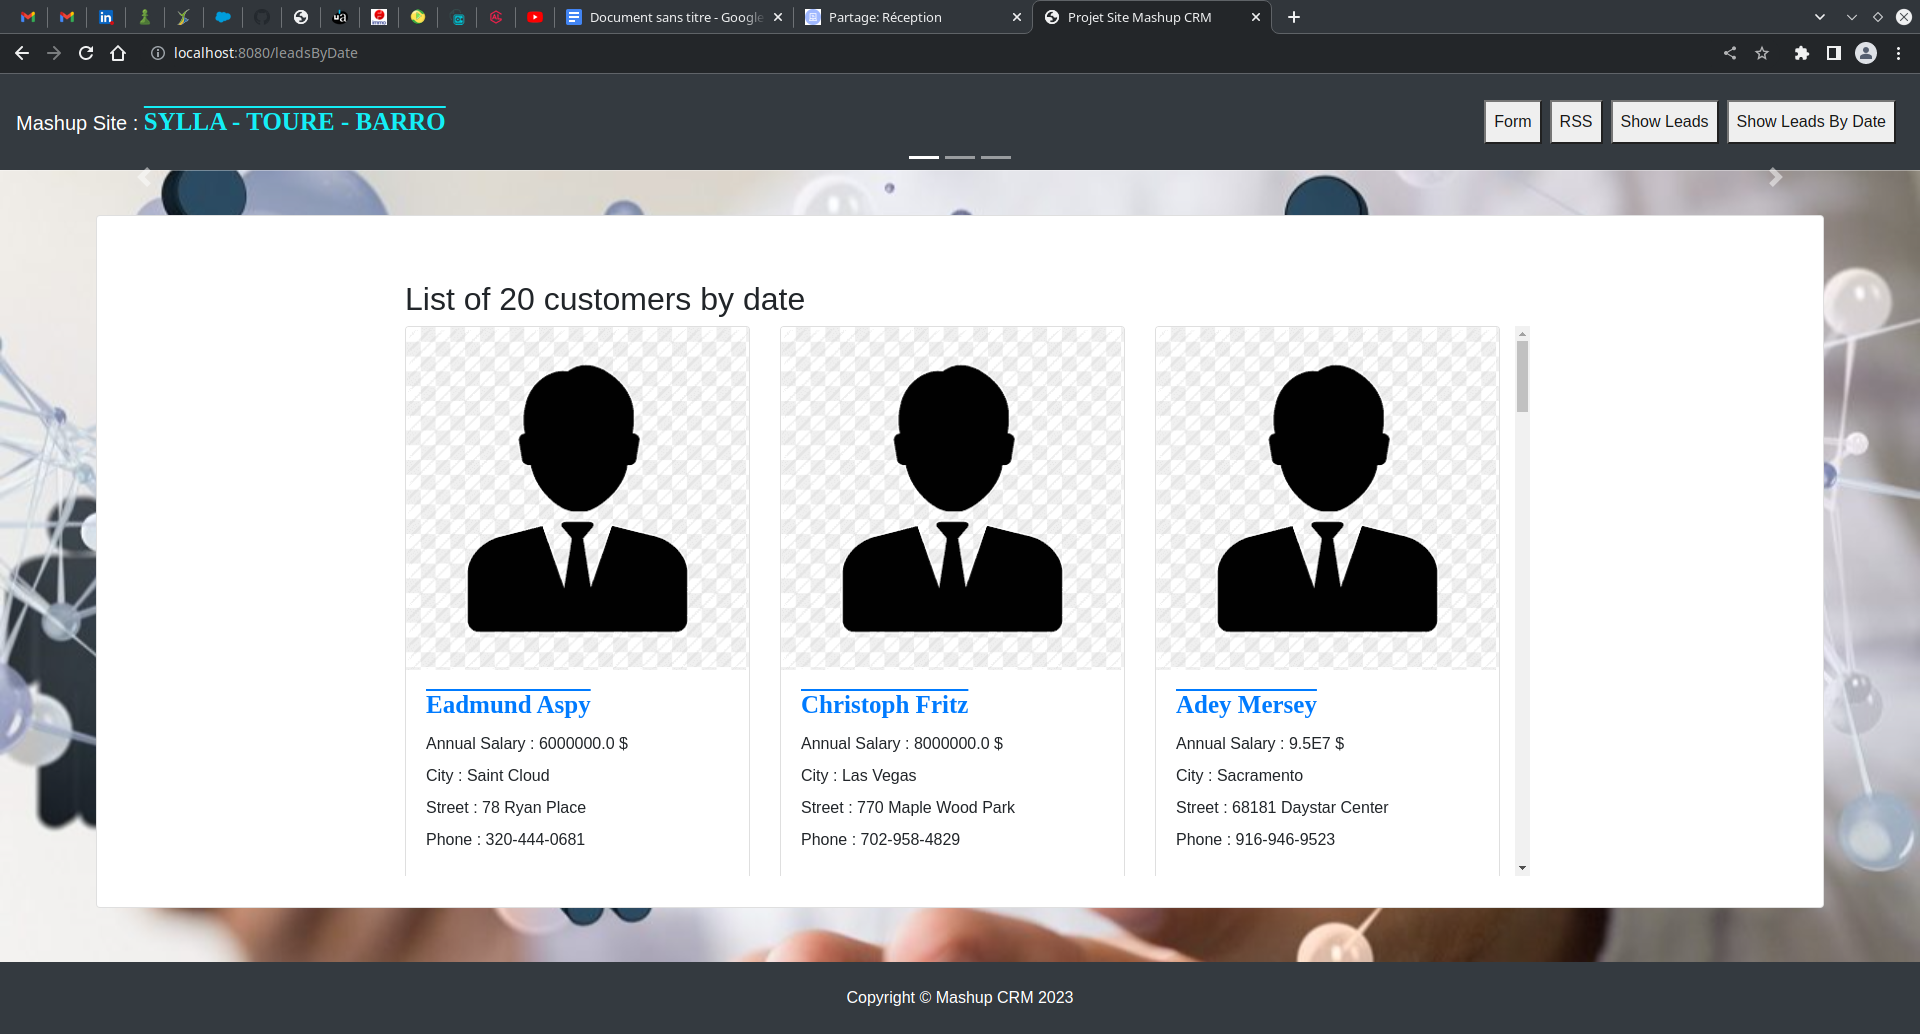 Document sans titre - Google
Partage: Réception
Projet Site Mashup CRM
localhost:8080/leadsByDate
Mashup Site : SYLLA - TOURE - BARRO
Form
RSS
Show Leads
Show Leads By Date
List of 20 customers by date
Eadmund Aspy
Annual Salary : 6000000.0 $
City : Saint Cloud
Street : 78 Ryan Place
Phone : 320-444-0681
Christoph Fritz
Annual Salary : 8000000.0 $
City : Las Vegas
Street : 770 Maple Wood Park
Phone : 702-958-4829
Adey Mersey
Annual Salary : 9.5E7 $
City : Sacramento
Street : 68181 Daystar Center
Phone : 916-946-9523
Copyright © Mashup CRM 2023